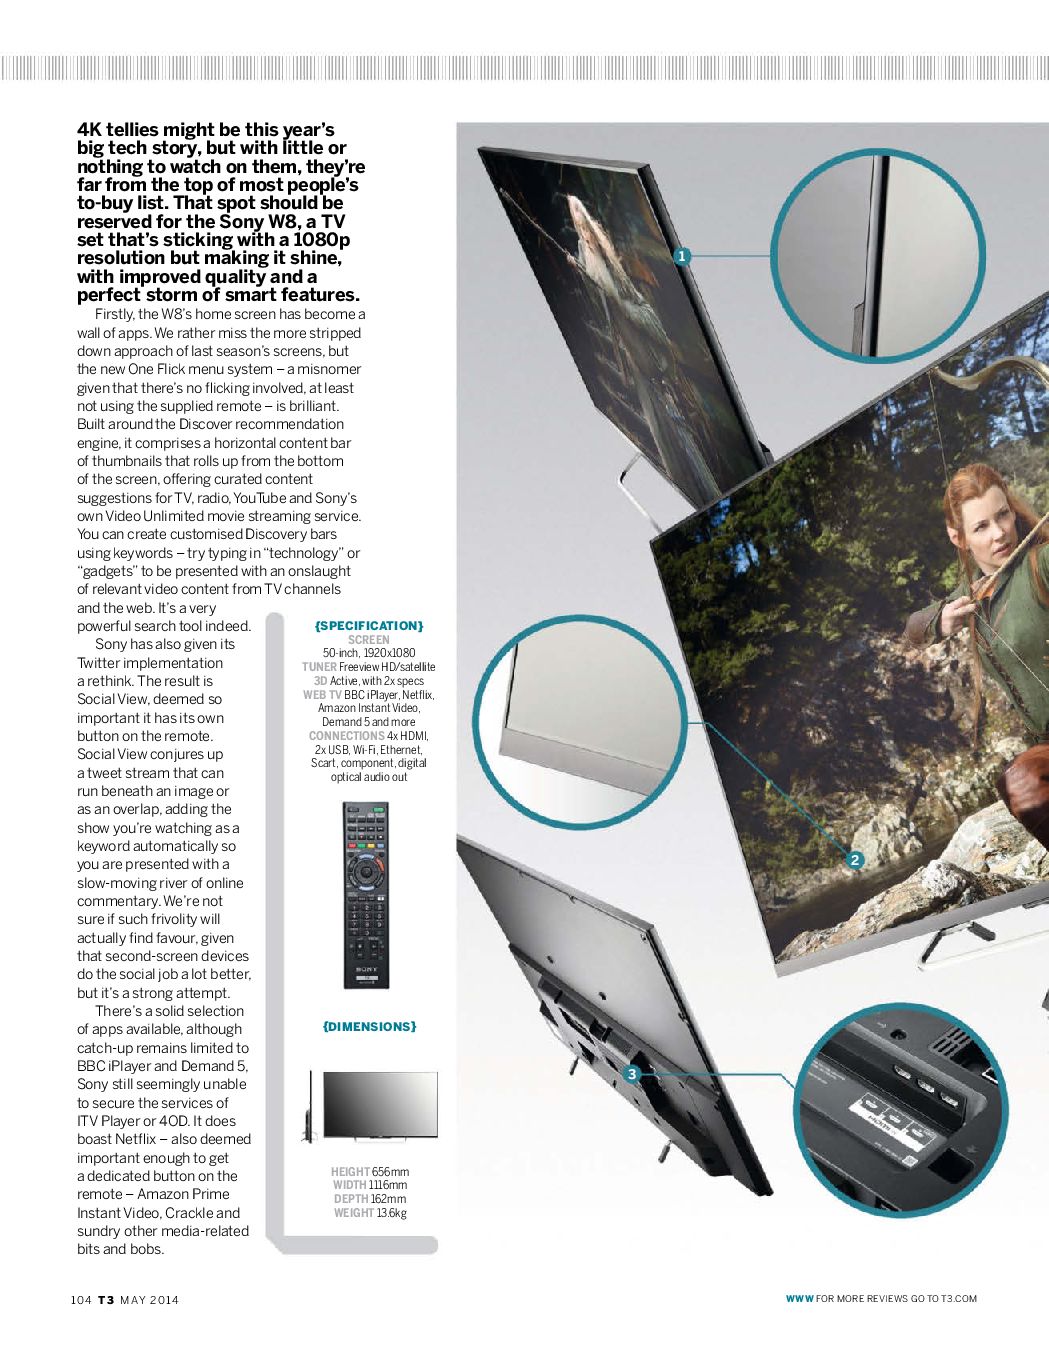 4K tellies might be this year's
big tech story, but with little or
nothing to watch on them, they're
far from the top of most people's
to-buy list. That spot should be
reserved for the Sony W8, a TV
set that's sticking with a 1080p
resolution but making it shine,
with improved quality and a
perfect storm of smart features.
Firstly, the W8's home screen has become a
wall of apps. We rather miss the more stripped
down approach of last season's screens, but
the new One Flick menu system – a misnomer
given that there's no flicking involved, at least
not using the supplied remote – is brilliant.
Built around the Discover recommendation
engine, it comprises a horizontal content bar
of thumbnails that rolls up from the bottom
of the screen, offering curated content
suggestions for TV, radio, YouTube and Sony's
own Video Unlimited movie streaming service.
You can create customised Discovery bars
using keywords – try typing in "technology" or
"gadgets" to be presented with an onslaught
of relevant video content from TV channels
and the web. It's a very
powerful search tool indeed.
Sony has also given its
Twitter implementation
a rethink. The result is
Social View, deemed so
important it has its own
button on the remote.
Social View conjures up
a tweet stream that can
run beneath an image or
as an overlap, adding the
show you're watching as a
keyword automatically so
you are presented with a
slow-moving river of online
commentary. We're not
sure if such frivolity will
actually find favour, given
that second-screen devices
do the social job a lot better,
but it's a strong attempt.
There's a solid selection
of apps available, although
catch-up remains limited to
BBC iPlayer and Demand 5,
Sony still seemingly unable
to secure the services of
ITV Player or 4OD. It does
boast Netflix – also deemed
important enough to get
a dedicated button on the
remote – Amazon Prime
Instant Video, Crackle and
sundry other media-related
bits and bobs.
{SPECIFICATION}
SCREEN
50-inch, 1920x1080
TUNER Freeview HD/satellite
3D Active, with 2x specs
WEB TV BBC iPlayer, Netflix,
Amazon Instant Video,
Demand 5 and more
CONNECTIONS 4x HDMI,
2x USB, Wi-Fi, Ethernet,
Scart, component, digital
optical audio out
SONY
{DIMENSIONS}
HEIGHT 656mm
WIDTH 1116mm
DEPTH 162mm
WEIGHT 13.6kg
1
2
3
104 T3 MAY 2014
WWW FOR MORE REVIEWS GO TO T3.COM